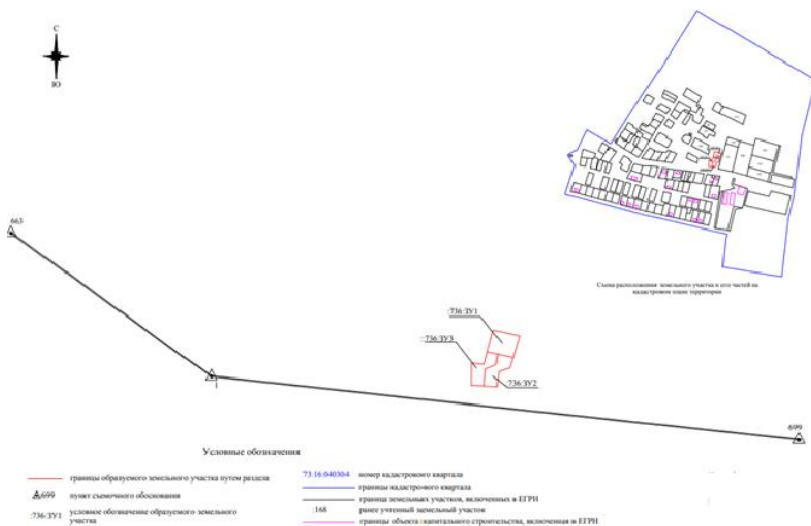 С
Ю
663
Схема расположения земельного участка и его частей на
кадастровом плане территории
:736:ЗУ1
:736:ЗУ3
:736:ЗУ2
1
699
Условные обозначения
границы образуемого земельного участка путем раздела
699 пункт съемочного обоснования
:736:ЗУ1 условное обозначение образуемого земельного
участка
73:16:040304 номер кадастрового квартала
границы кадастрового квартала
граница земельных участков, включенных в ЕГРН
:168 ранее учтенный земельный участок
границы объекта капитального строительства, включенная в ЕГРН